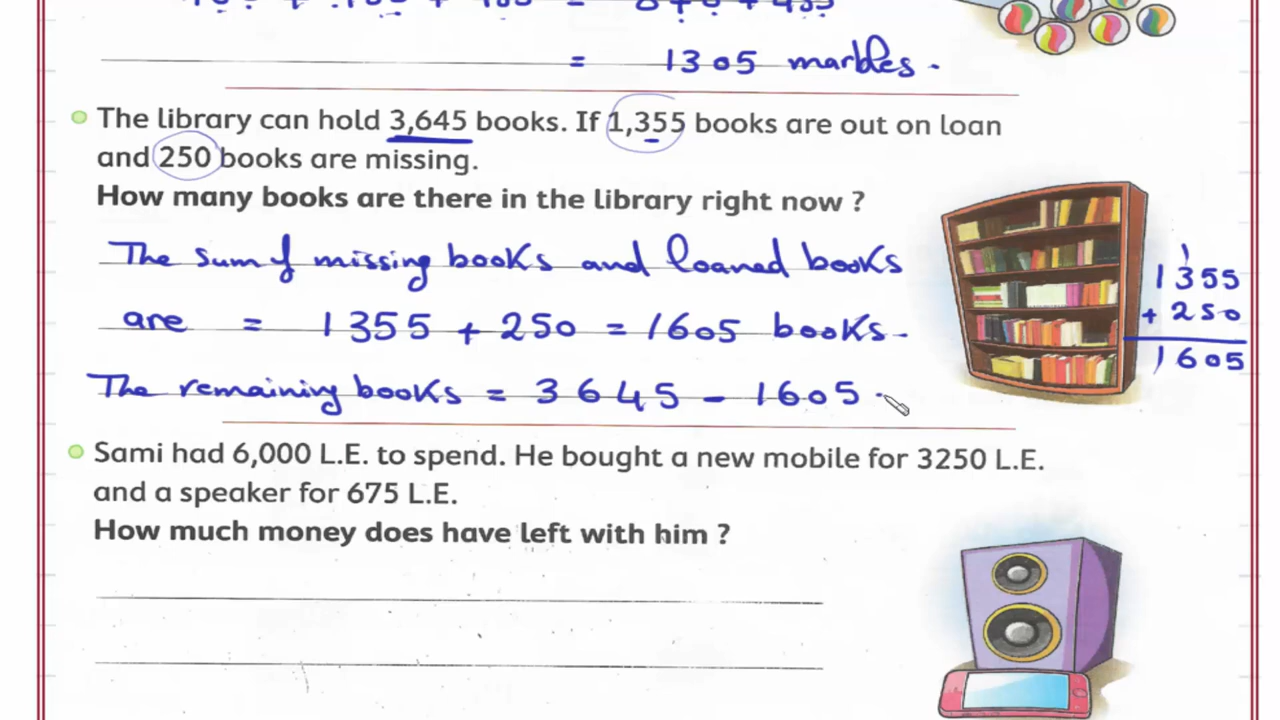 = 1305 marbles.
The library can hold 3,645 books. If 1,355 books are out on loan
and 250 books are missing.
How many books are there in the library right now ?
The sum of missing books and loaned books
are = 1355 + 250 = 1605 books.
The remaining books = 3645 - 1605
1
1355
+ 250
1605
Sami had 6,000 L.E. to spend. He bought a new mobile for 3250 L.E.
and a speaker for 675 L.E.
How much money does have left with him ?